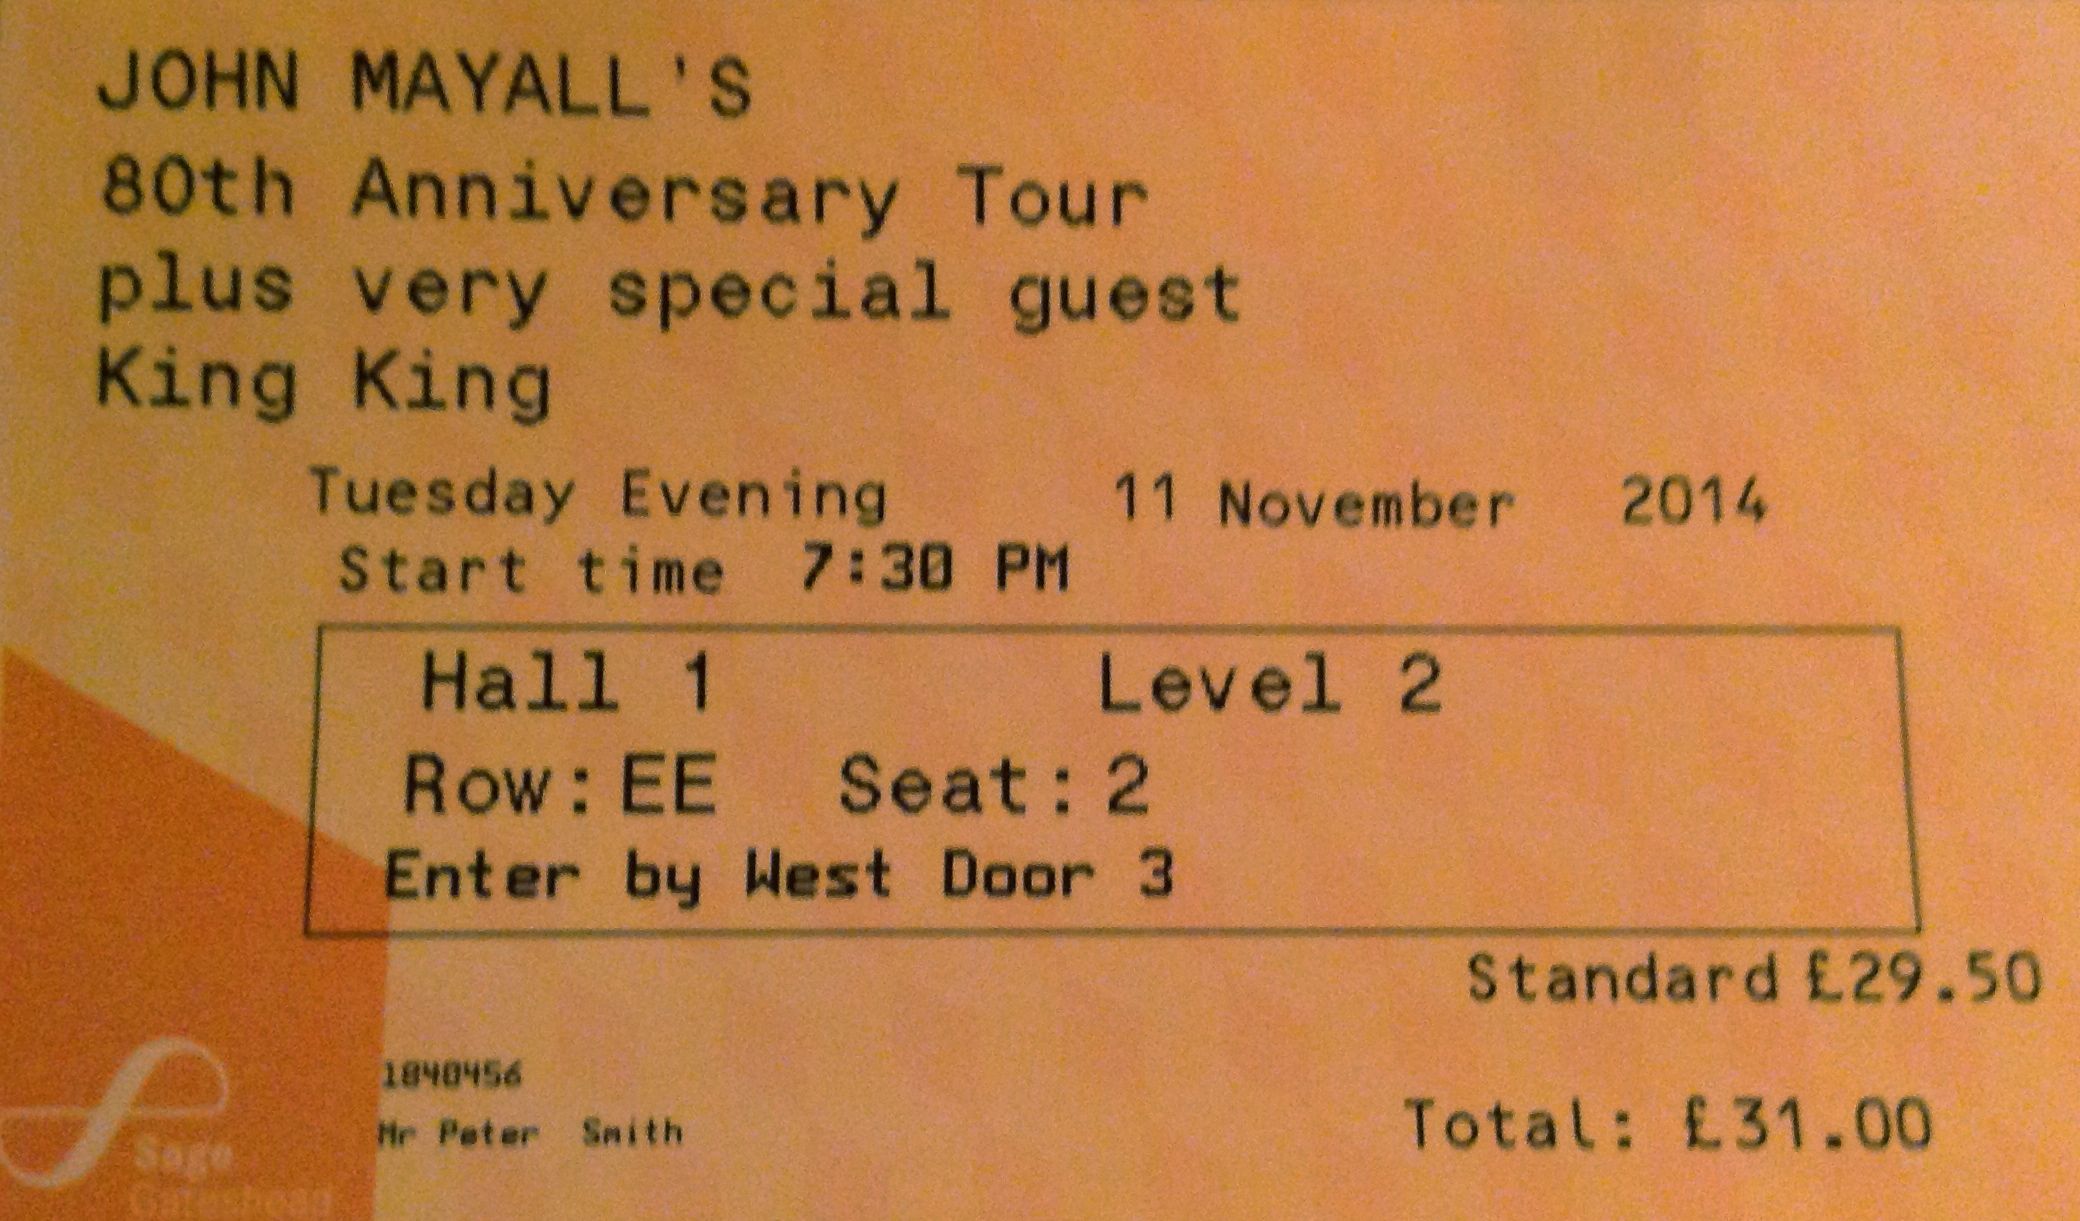 JOHN MAYALL'S
80th Anniversary Tour
plus very special guest
King King
Tuesday Evening 11 November 2014
Start time 7:30 PM
Hall 1 Level 2
Row:EE Seat:2
Enter by West Door 3
Standard £29.50
1840456
Mr Peter Smith
Total: £31.00
Sage
Gateshead